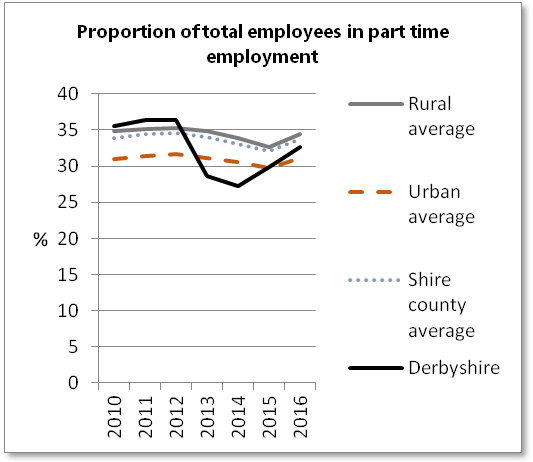 Proportion of total employees in part time
employment
40
35
30
25
20
15
10
5
0
%
2010
2011
2012
2013
2014
2015
2016
Rural
average
Urban
average
Shire
county
average
Derbyshire